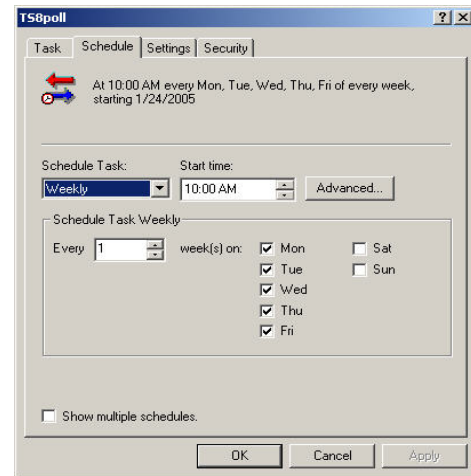 TS8poll
Task Schedule Settings Security
At 10:00 AM every Mon, Tue, Wed, Thu, Fri of every week,
starting 1/24/2005
Schedule Task: Start time:
Weekly 10:00 AM Advanced...
Schedule Task Weekly
Every 1 week(s) on: Mon Sat
Tue Sun
Wed
Thu
Fri
Show multiple schedules.
OK Cancel Apply